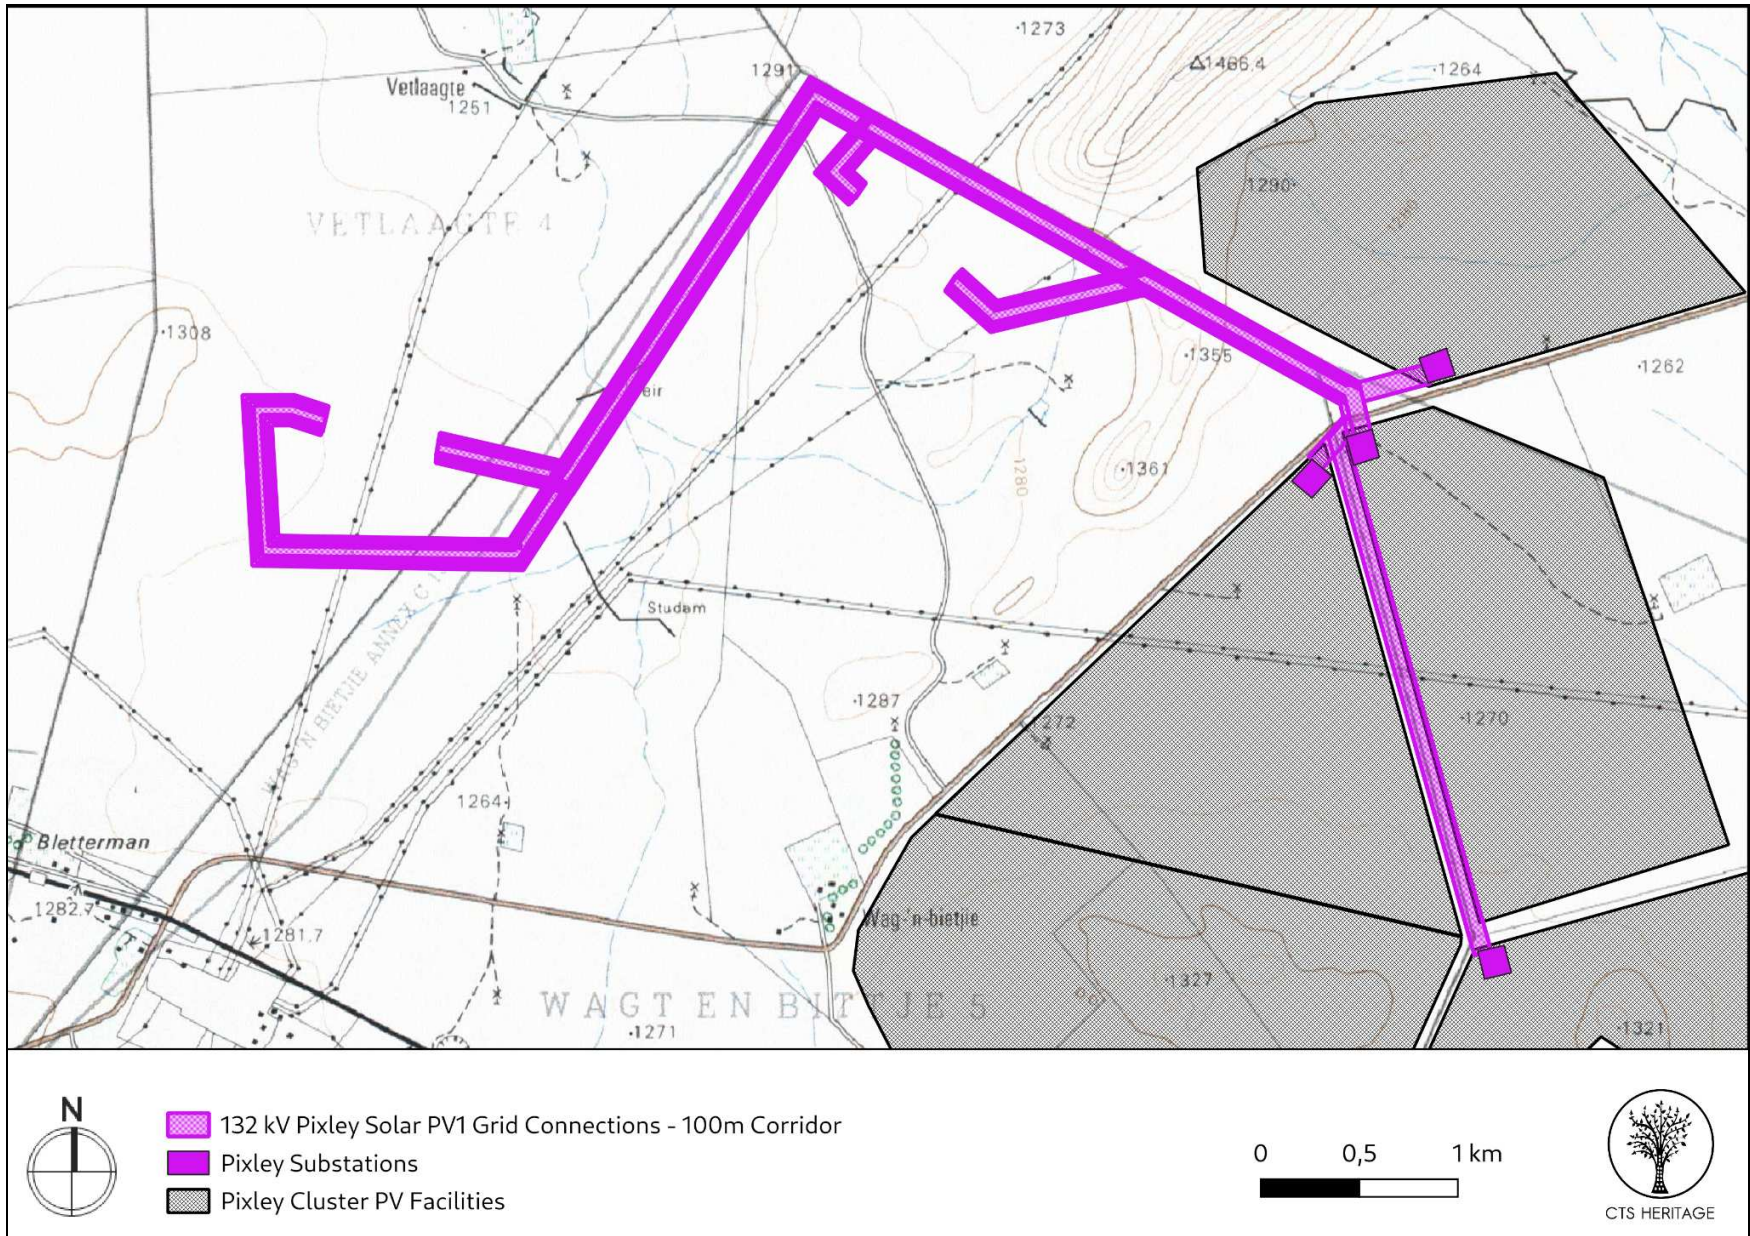 1273
1291
△1466.4
1264
Vetlaagte
1251
1290
VETLAAGTE 4
1280
1308
1355
1262
eir
1361
1280
WAG 'N BIETJIE ANNEX C
Studam
1287
1272
1270
1264
Bletterman
1282.7
1281.7
Wag-'n-bietjie
1327
WAGT EN BITTJE 5
1271
1321
N
132 kV Pixley Solar PV1 Grid Connections - 100m Corridor
Pixley Substations
Pixley Cluster PV Facilities
0 0,5 1 km
CTS HERITAGE